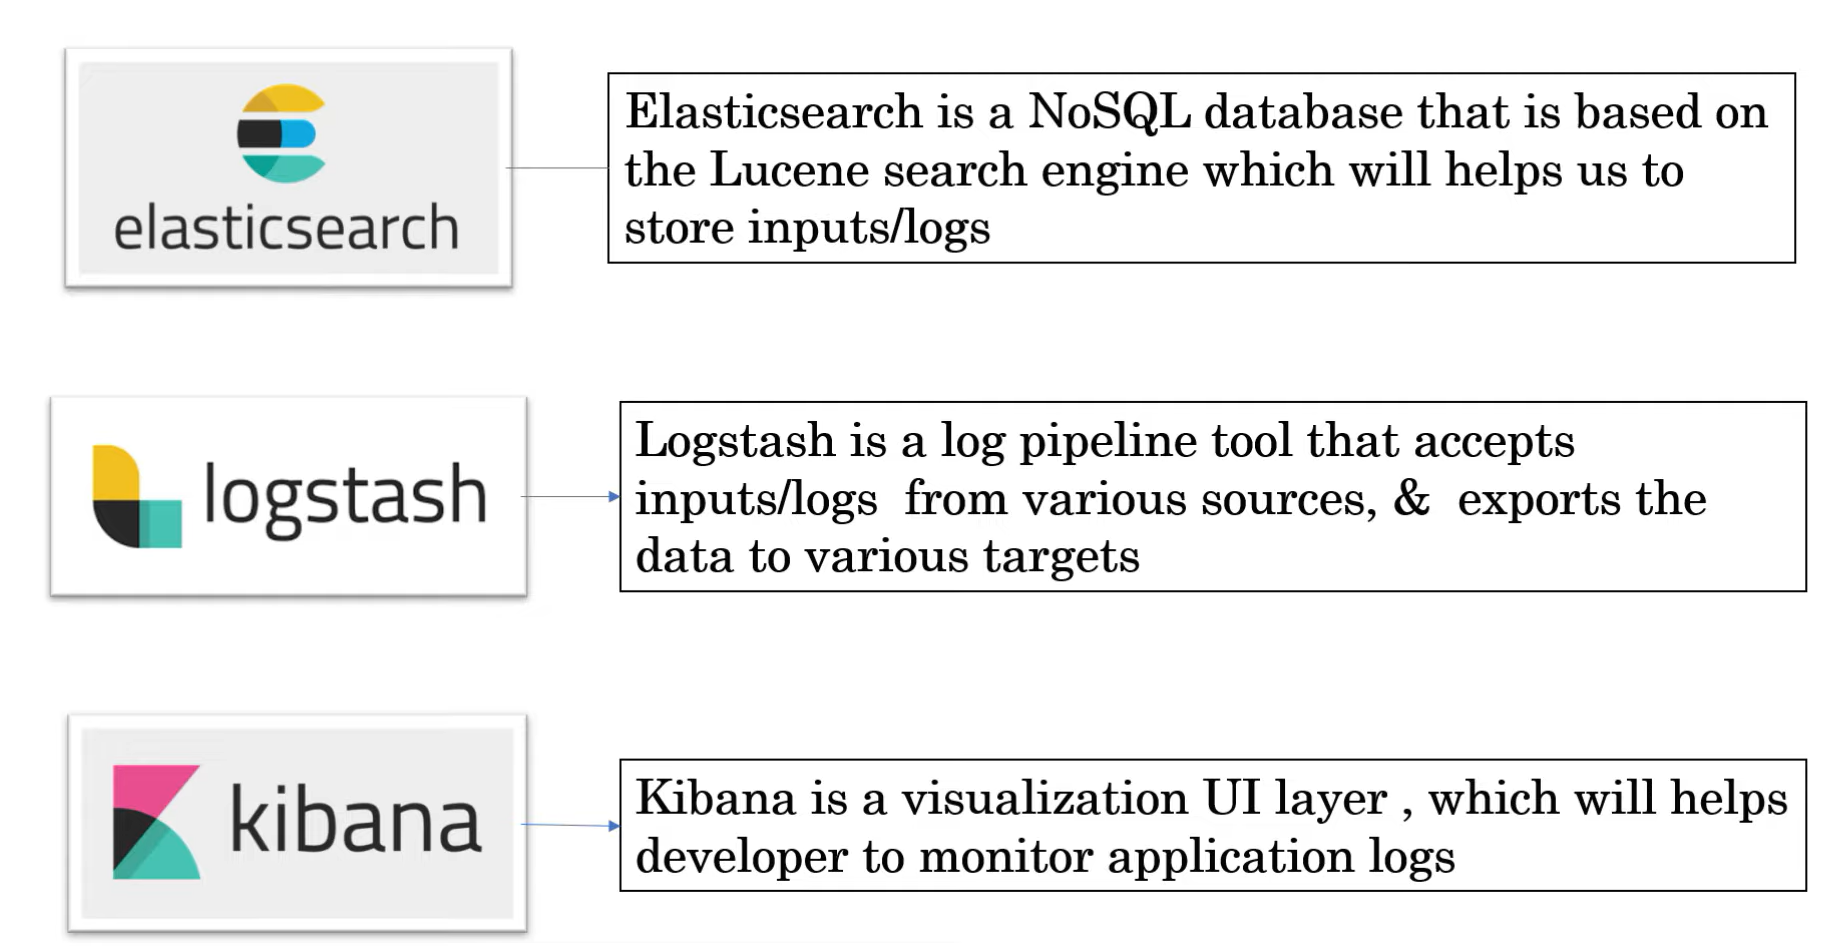 elasticsearch
Elasticsearch is a NoSQL database that is based on
the Lucene search engine which will helps us to
store inputs/logs
logstash
Logstash is a log pipeline tool that accepts
inputs/logs  from various sources, &  exports the
data to various targets
kibana
Kibana is a visualization UI layer , which will helps
developer to monitor application logs